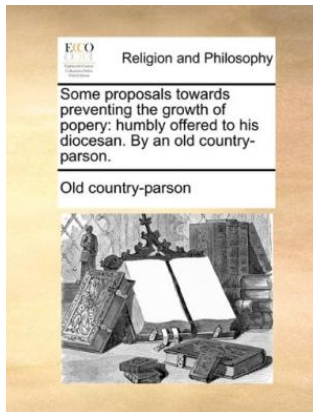 ECCO
Religion and Philosophy
Some proposals towards
preventing the growth of
popery: humbly offered to his
diocesan. By an old country-
parson.
Old country-parson